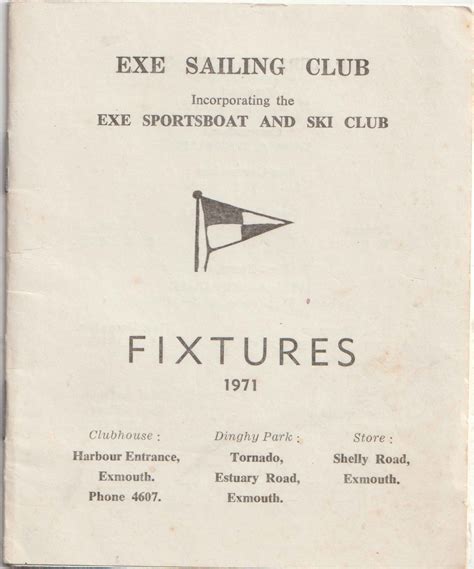 EXE SAILING CLUB
Incorporating the
EXE SPORTSBOAT AND SKI CLUB
FIXTURES
1971
Clubhouse :
Harbour Entrance,
Exmouth.
Phone 4607.
Dinghy Park :
Tornado,
Estuary Road,
Exmouth.
Store :
Shelly Road,
Exmouth.